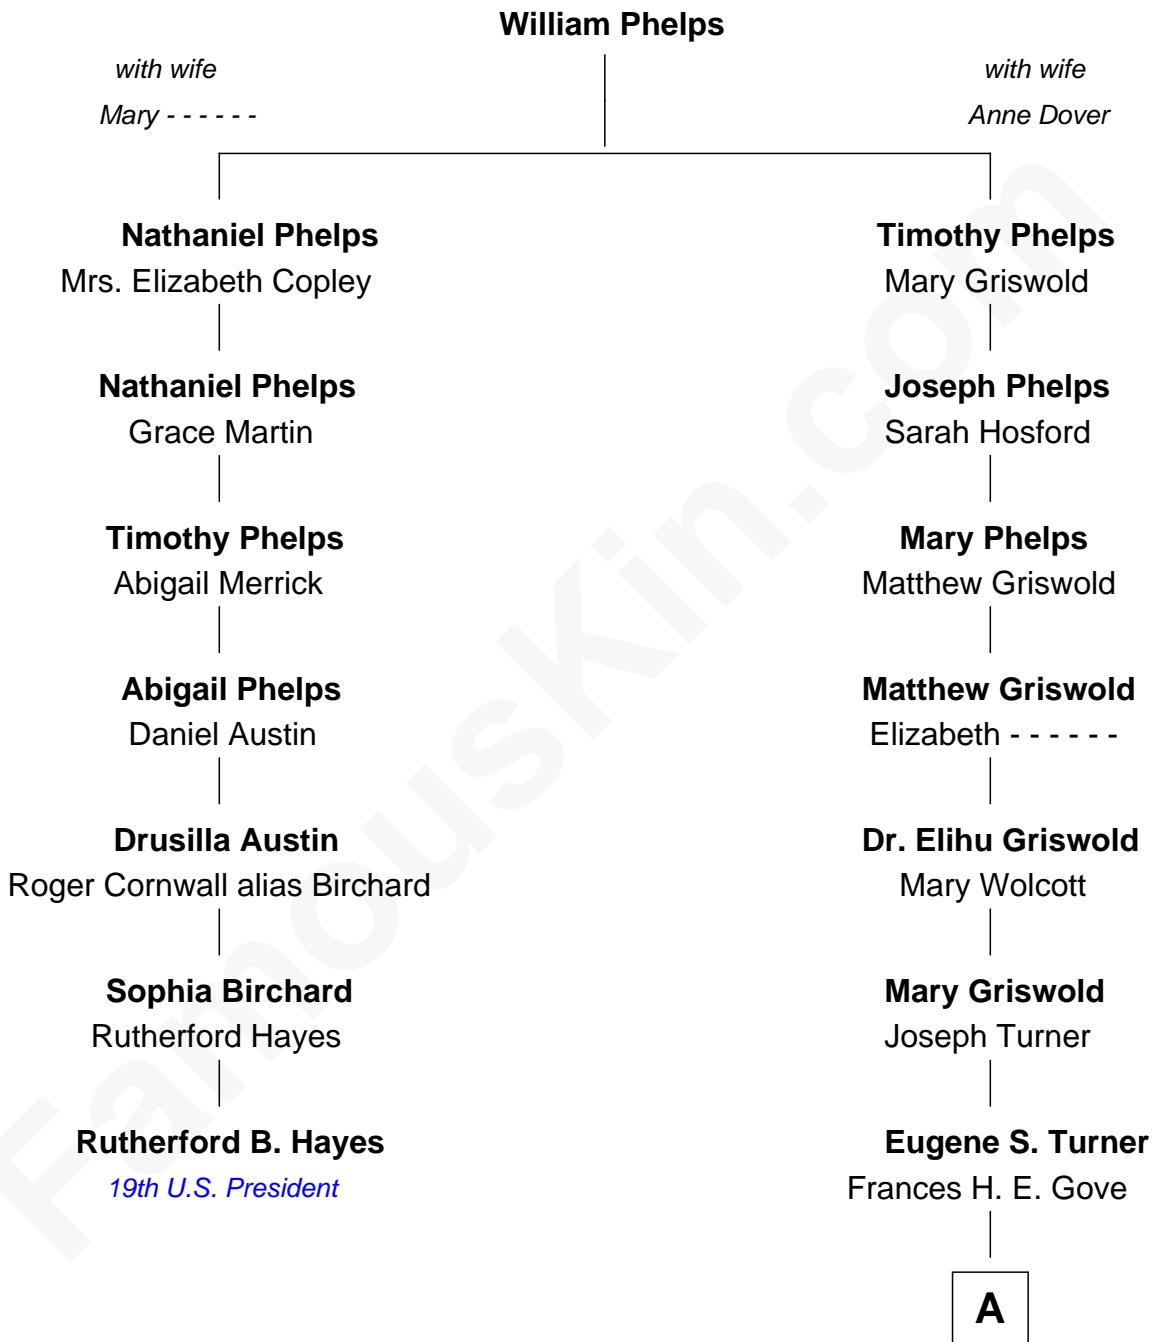 William Phelps
with wife
Mary - - - - - -
with wife
Anne Dover
Nathaniel Phelps
Mrs. Elizabeth Copley
Nathaniel Phelps
Grace Martin
Timothy Phelps
Abigail Merrick
Abigail Phelps
Daniel Austin
Drusilla Austin
Roger Cornwall alias Birchard
Sophia Birchard
Rutherford Hayes
Rutherford B. Hayes
19th U.S. President
Timothy Phelps
Mary Griswold
Joseph Phelps
Sarah Hosford
Mary Phelps
Matthew Griswold
Matthew Griswold
Elizabeth - - - - - -
Dr. Elihu Griswold
Mary Wolcott
Mary Griswold
Joseph Turner
Eugene S. Turner
Frances H. E. Gove
A
FamousKin.com